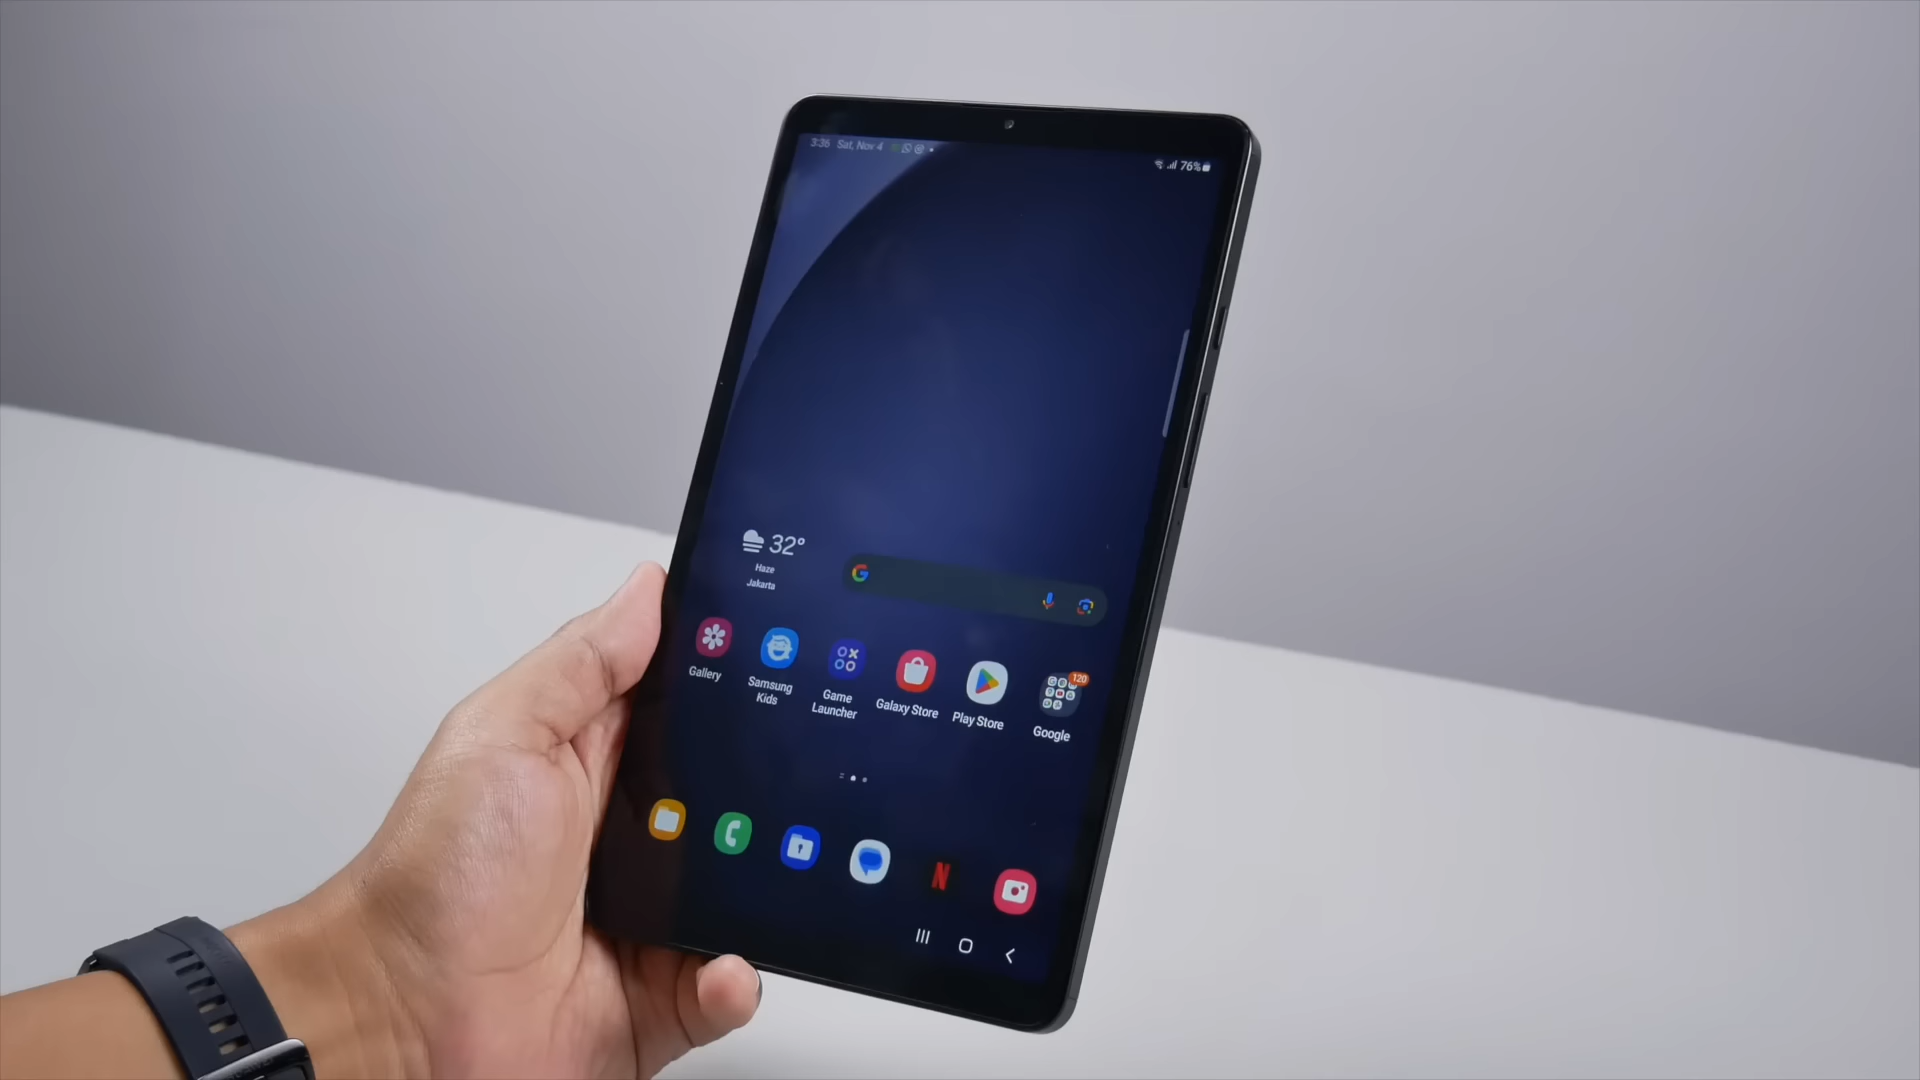 3:36 Sat, Nov 4
76%
32°
Haze
Jakarta
G
Gallery
Samsung
Kids
Game
Launcher
Galaxy Store
Play Store
120
Google
N